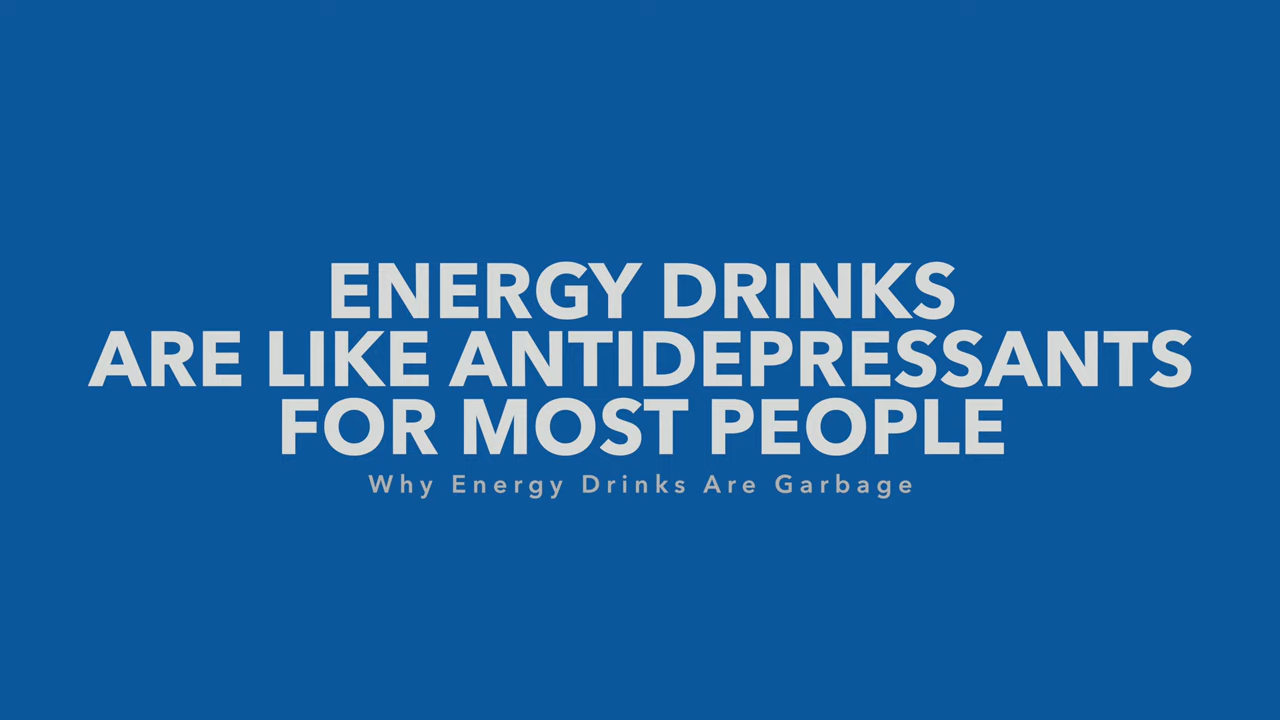 ENERGY DRINKS
ARE LIKE ANTIDEPRESSANTS
FOR MOST PEOPLE
Why Energy Drinks Are Garbage